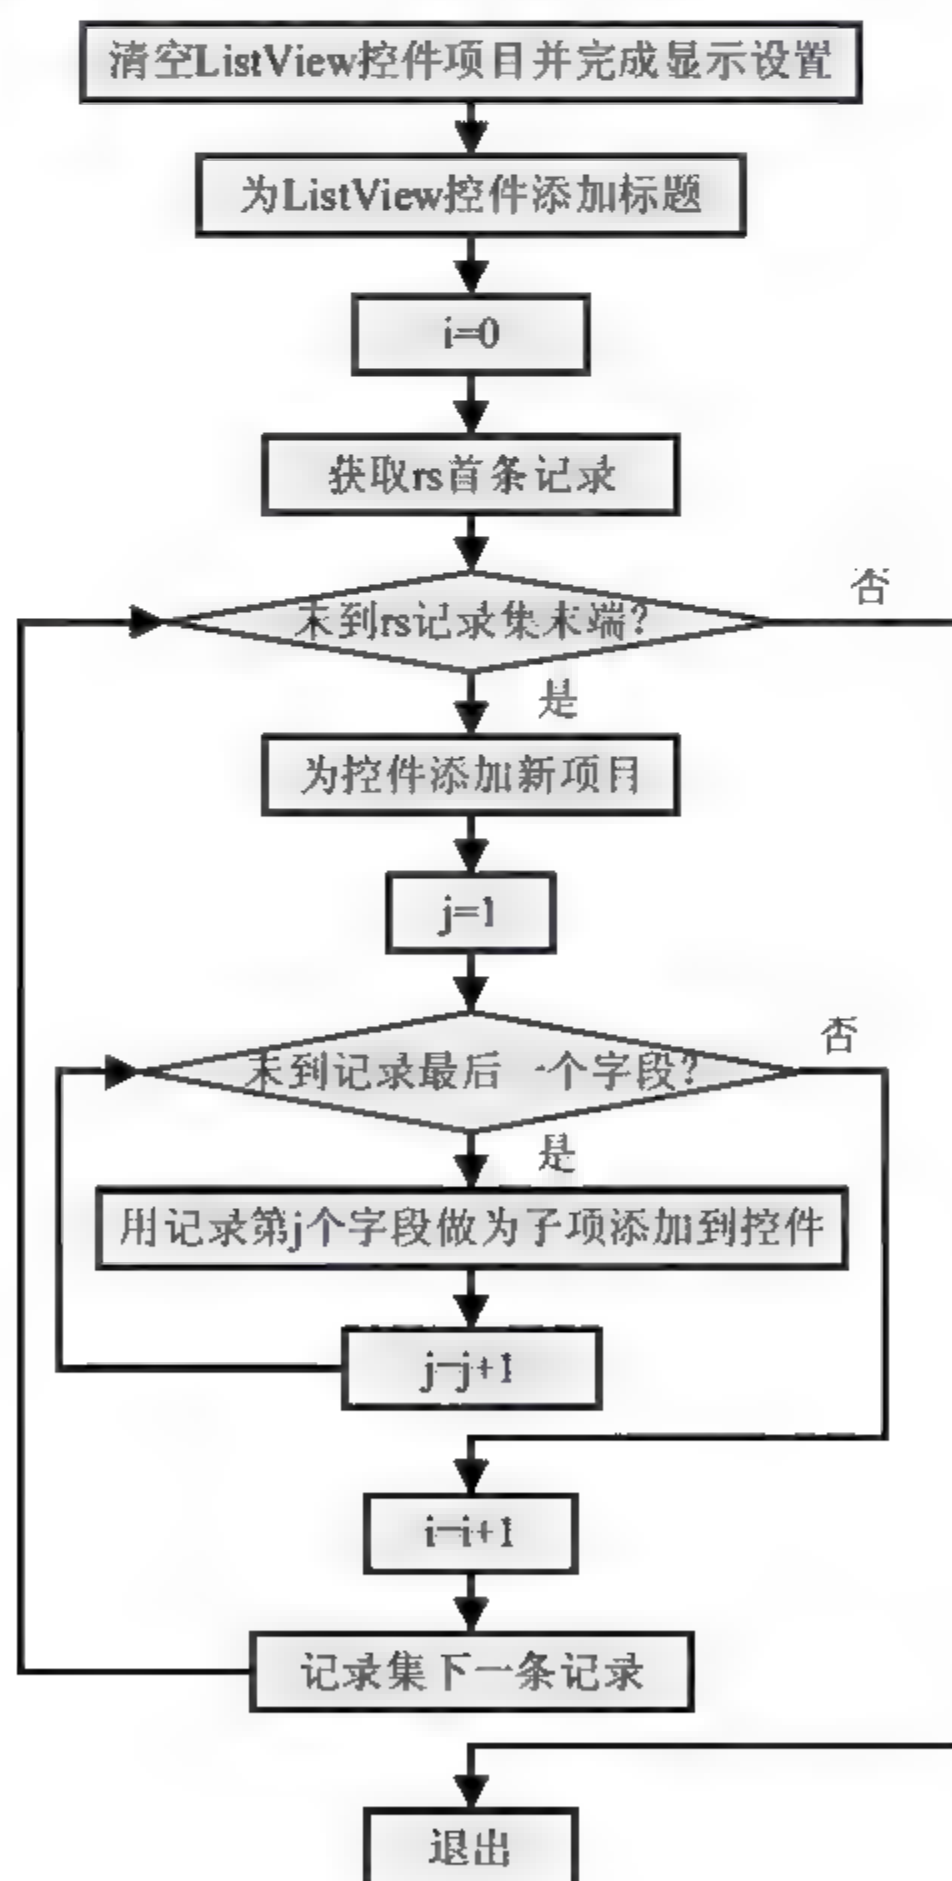 清空ListView控件项目并完成显示设置
为ListView控件添加标题
i=0
获取rs首条记录
未到rs记录集末端?
否
是
为控件添加新项目
j=1
未到记录最后一个字段?
否
是
用记录第j个字段做为子项添加到控件
j=j+1
i=i+1
记录集下一条记录
退出